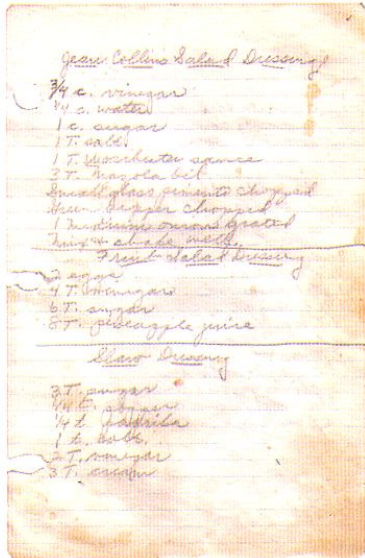 Jean Collins Salad Dressing
3/4 c. vinegar
1/4 c. water
1 c. sugar
1 T. salt
1 T. Worchester sauce
3 T. Mazola oil
Small glass pimento chopped
Green Pepper chopped
1 medium onion grated
mix & shake well.
Fruit Salad Dressing
2 eggs
4 T. vinegar
6 T. sugar
8 T. pineapple juice
Slaw Dressing
3 T. sugar
1/4 t. pepper
1/4 t. paprika
1 t. salt
2 T. vinegar
3 T. cream